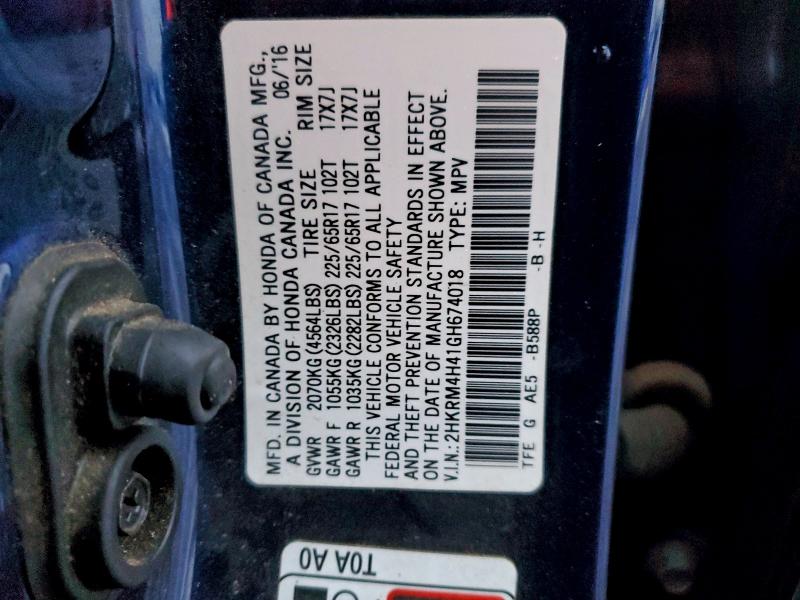 MFD. IN CANADA BY HONDA OF CANADA MFG.,
A DIVISION OF HONDA CANADA INC. 06/'16
GVWR 2070KG(4564LBS) TIRE SIZE RIM SIZE
GAWR F 1055KG(2326LBS) 225/65R17 102T 17X7J
GAWR R 1035KG(2282LBS) 225/65R17 102T 17X7J
THIS VEHICLE CONFORMS TO ALL APPLICABLE
FEDERAL MOTOR VEHICLE SAFETY
AND THEFT PREVENTION STANDARDS IN EFFECT
ON THE DATE OF MANUFACTURE SHOWN ABOVE.
V.I.N.: 2HKRM4H41GH674018 TYPE: MPV
TFE G AE5 -B588P -B -H
T0A A0